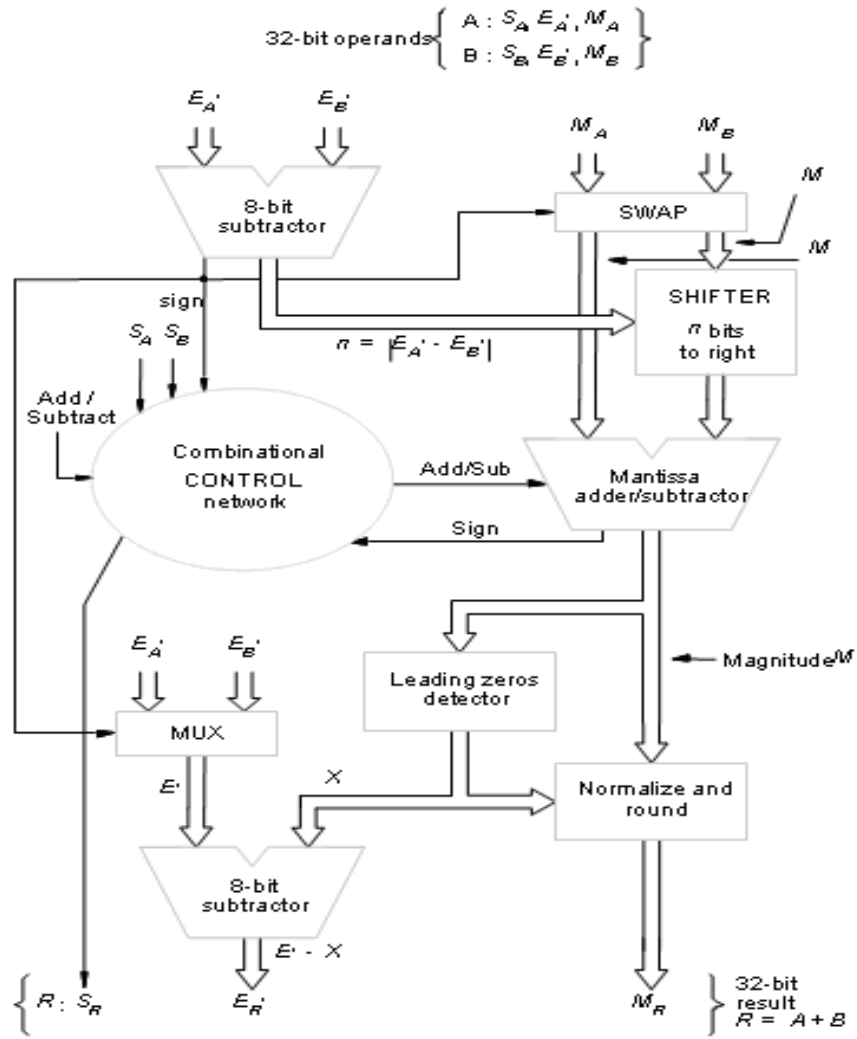 32-bit operands { A : S_A, E_A', M_A
B : S_B, E_B', M_B }
E_A' E_B'
M_A M_B
M
8-bit
subtractor
SWAP
M
sign
SHIFTER
n bits
to right
n = |E_A' - E_B'|
S_A S_B
Add /
Subtract
Combinational
CONTROL
network
Add/Sub
Mantissa
adder/subtractor
Sign
E_A' E_B'
Leading zeros
detector
Magnitude M
MUX
E'
X
Normalize and
round
8-bit
subtractor
E' - X
{ R : S_R E_R' M_R }
32-bit
result
R = A + B